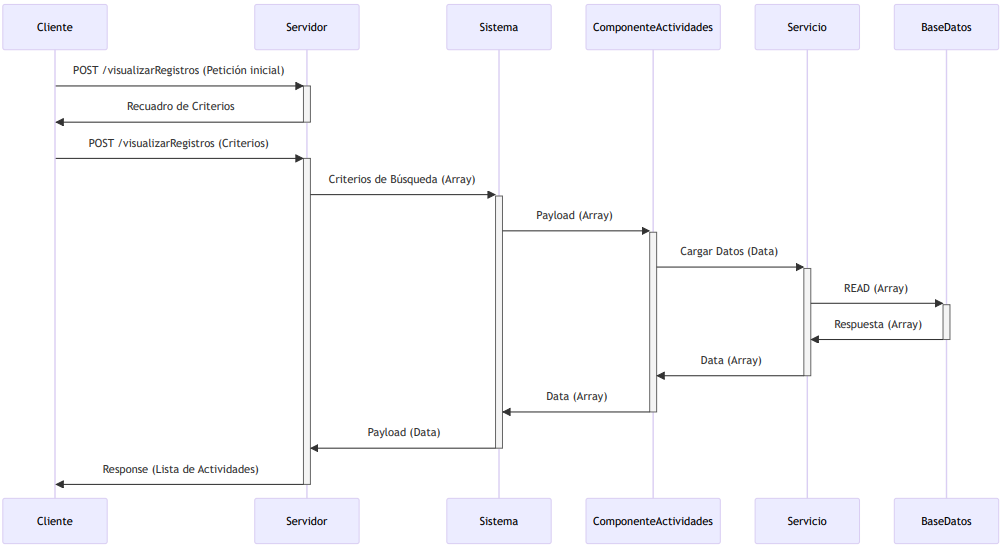 Cliente
Servidor
Sistema
ComponenteActividades
Servicio
BaseDatos
POST /visualizarRegistros (Petición inicial)
Recuadro de Criterios
POST /visualizarRegistros (Criterios)
Criterios de Búsqueda (Array)
Payload (Array)
Cargar Datos (Data)
READ (Array)
Respuesta (Array)
Data (Array)
Data (Array)
Payload (Data)
Response (Lista de Actividades)
Cliente
Servidor
Sistema
ComponenteActividades
Servicio
BaseDatos